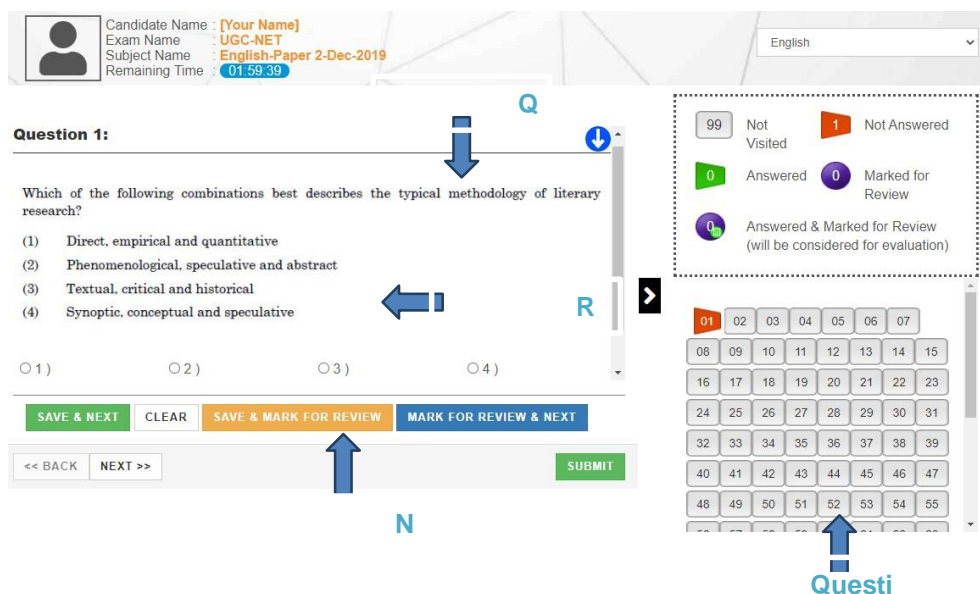 Candidate Name : [Your Name]
Exam Name : UGC-NET
Subject Name : English-Paper 2-Dec-2019
Remaining Time : 01:59:39
English
Q
Question 1:
Which of the following combinations best describes the typical methodology of literary
research?
(1) Direct, empirical and quantitative
(2) Phenomenological, speculative and abstract
(3) Textual, critical and historical
(4) Synoptic, conceptual and speculative
R
1) 2) 3) 4)
SAVE & NEXT CLEAR SAVE & MARK FOR REVIEW MARK FOR REVIEW & NEXT
<< BACK NEXT >> SUBMIT
N
99 Not
Visited
1 Not Answered
0 Answered
0 Marked for
Review
0 Answered & Marked for Review
(will be considered for evaluation)
01 02 03 04 05 06 07
08 09 10 11 12 13 14 15
16 17 18 19 20 21 22 23
24 25 26 27 28 29 30 31
32 33 34 35 36 37 38 39
40 41 42 43 44 45 46 47
48 49 50 51 52 53 54 55
Questi